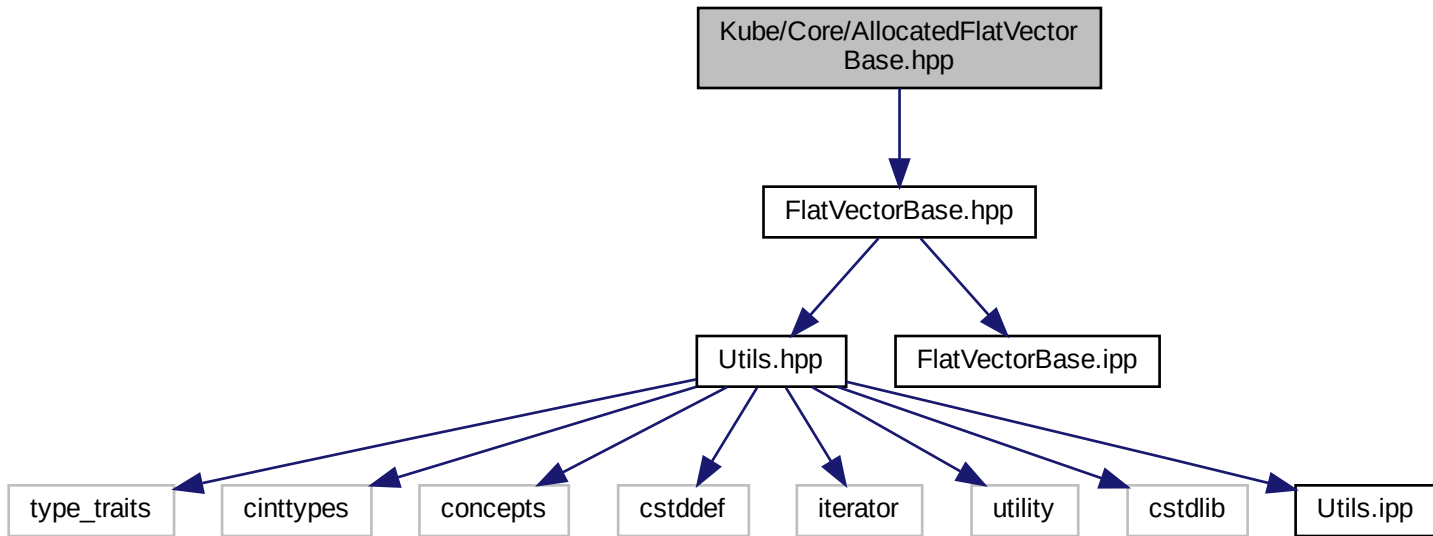 Kube/Core/AllocatedFlatVector
Base.hpp
FlatVectorBase.hpp
Utils.hpp
FlatVectorBase.ipp
type_traits
cinttypes
concepts
cstddef
iterator
utility
cstdlib
Utils.ipp